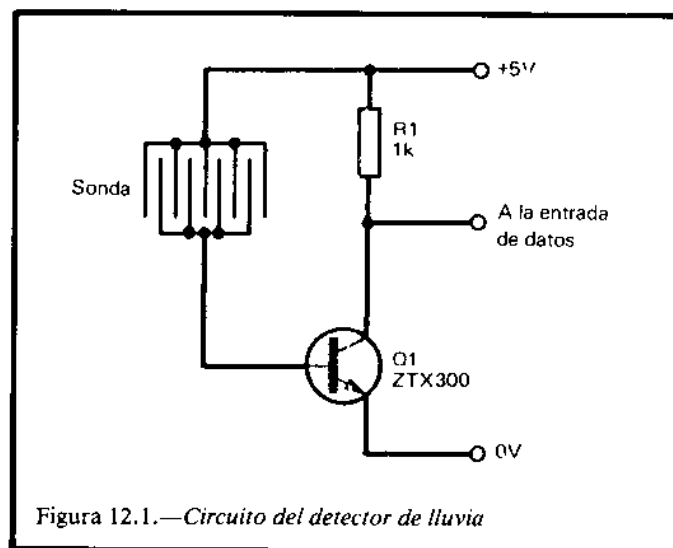 +5V
R1
1k
Sonda
A la entrada
de datos
Q1
ZTX300
0V
Figura 12.1.—Circuito del detector de lluvia